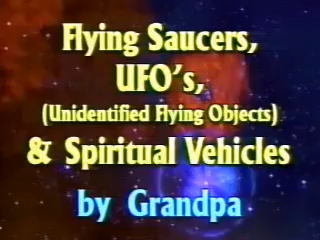 Flying Saucers,
UFO's,
(Unidentified Flying Objects)
& Spiritual Vehicles
by Grandpa